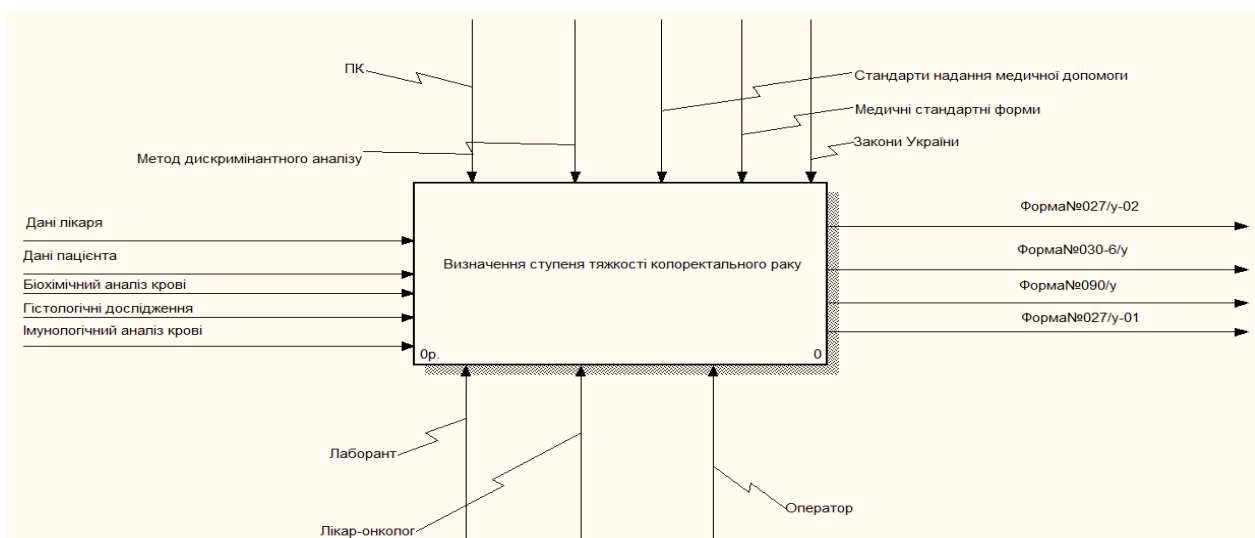 ПК
Стандарти надання медичної допомоги
Медичні стандартні форми
Метод дискримінантного аналізу
Закони України
Дані лікаря
Дані пацієнта
Біохімічний аналіз крові
Гістологічні дослідження
Імунологічний аналіз крові
Визначення ступеня тяжкості колоректального раку
0р.
0
Форма№027/у-02
Форма№030-6/у
Форма№090/у
Форма№027/у-01
Лаборант
Лікар-онколог
Оператор